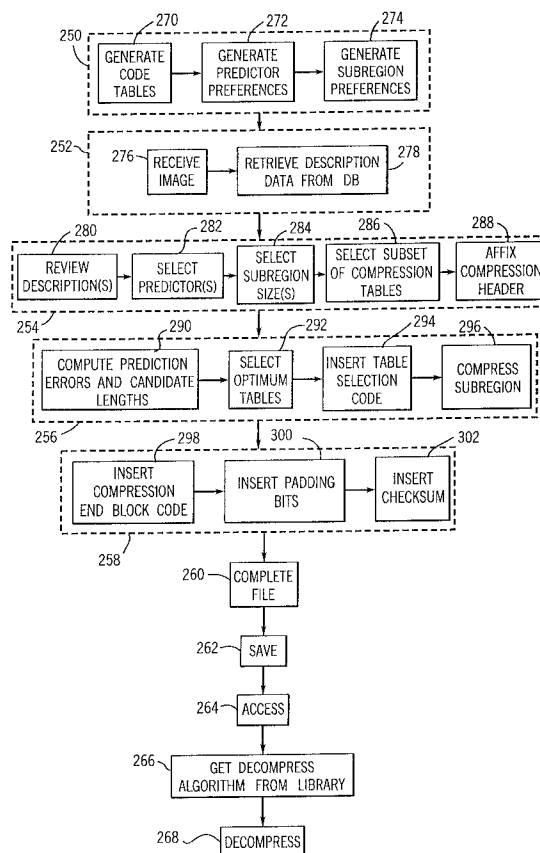 270
272
274
250
GENERATE
CODE
TABLES
GENERATE
PREDICTOR
PREFERENCES
GENERATE
SUBREGION
PREFERENCES
252
276
RECEIVE
IMAGE
RETRIEVE DESCRIPTION
DATA FROM DB
278
280
282
284
286
288
REVIEW
DESCRIPTION(S)
SELECT
PREDICTOR(S)
SELECT
SUBREGION
SIZE(S)
SELECT SUBSET
OF COMPRESSION
TABLES
AFFIX
COMPRESSION
HEADER
254
290
292
294
296
COMPUTE PREDICTION
ERRORS AND CANDIDATE
LENGTHS
SELECT
OPTIMUM
TABLES
INSERT TABLE
SELECTION
CODE
COMPRESS
SUBREGION
256
298
300
302
INSERT
COMPRESSION
END BLOCK CODE
INSERT PADDING
BITS
INSERT
CHECKSUM
258
260
COMPLETE
FILE
262
SAVE
264
ACCESS
266
GET DECOMPRESS
ALGORITHM FROM LIBRARY
268
DECOMPRESS